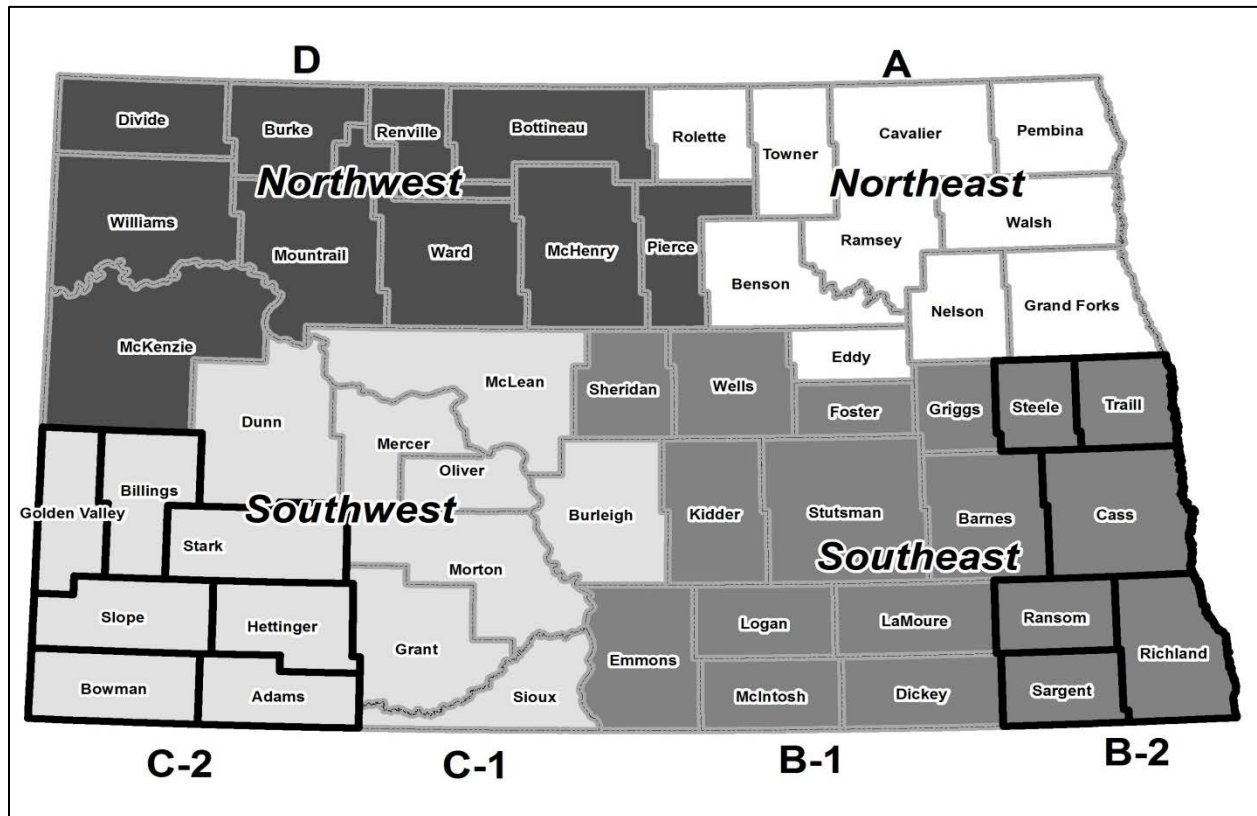 D
A
Divide
Burke
Renville
Bottineau
Rolette
Towner
Cavalier
Pembina
Northwest
Northeast
Williams
Mountrail
Ward
McHenry
Pierce
Benson
Ramsey
Walsh
Nelson
Grand Forks
McKenzie
McLean
Sheridan
Wells
Eddy
Foster
Griggs
Steele
Traill
Dunn
Mercer
Oliver
Golden Valley
Billings
Southwest
Stark
Burleigh
Kidder
Stutsman
Barnes
Cass
Southeast
Morton
Slope
Hettinger
Grant
Emmons
Logan
LaMoure
Ransom
Richland
Bowman
Adams
Sioux
McIntosh
Dickey
Sargent
C-2
C-1
B-1
B-2